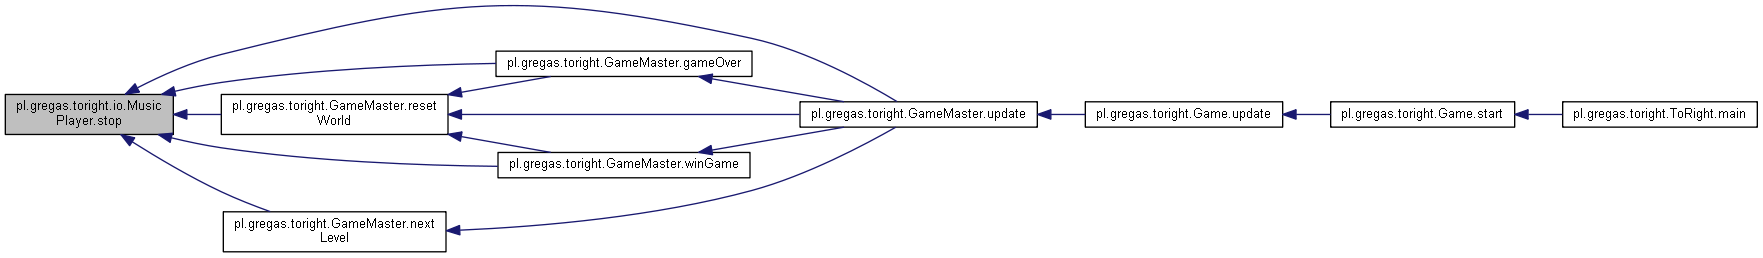 pl.gregas.toright.io.Music
Player.stop
pl.gregas.toright.GameMaster.gameOver
pl.gregas.toright.GameMaster.reset
World
pl.gregas.toright.GameMaster.winGame
pl.gregas.toright.GameMaster.next
Level
pl.gregas.toright.GameMaster.update
pl.gregas.toright.Game.update
pl.gregas.toright.Game.start
pl.gregas.toright.ToRight.main